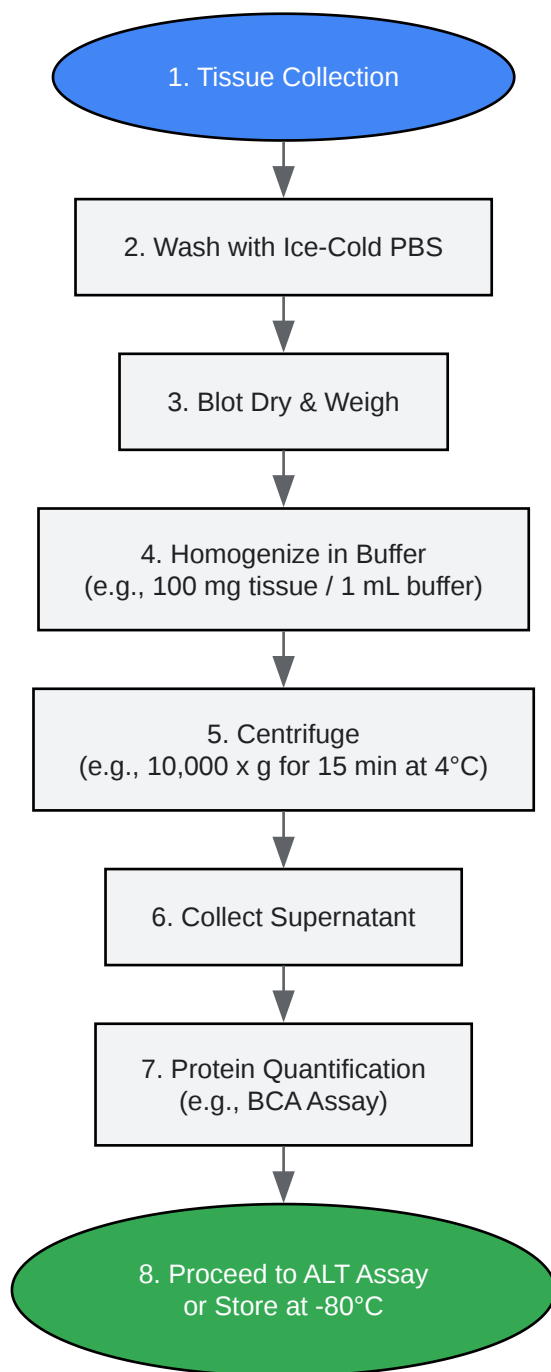 1. Tissue Collection
2. Wash with Ice-Cold PBS
3. Blot Dry & Weigh
4. Homogenize in Buffer
(e.g., 100 mg tissue / 1 mL buffer)
5. Centrifuge
(e.g., 10,000 x g for 15 min at 4°C)
6. Collect Supernatant
7. Protein Quantification
(e.g., BCA Assay)
8. Proceed to ALT Assay
or Store at -80°C